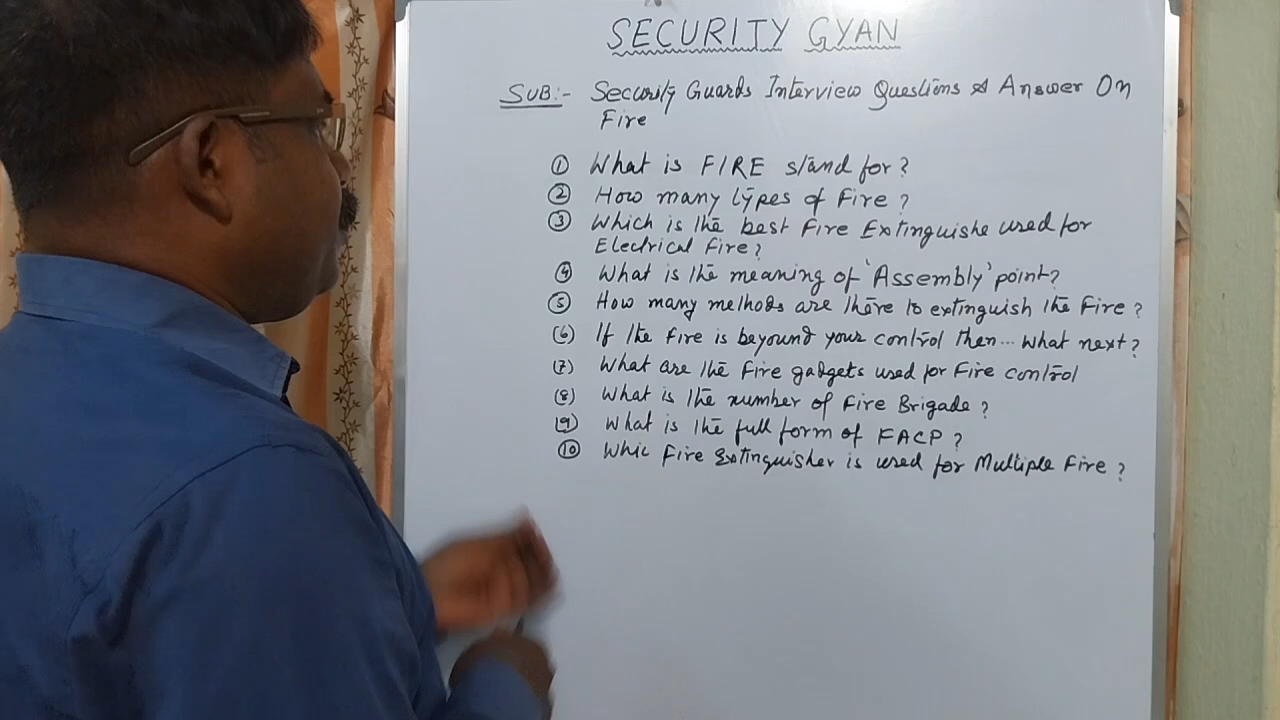 SECURITY GYAN
SUB:- Security Guards Interview Questions & Answer On
Fire
① What is FIRE stand for?
② How many types of Fire?
③ Which is the best Fire Extinguishe used for
Electrical Fire?
④ What is the meaning of 'Assembly' point?
⑤ How many methods are there to extinguish the Fire?
(6) If the Fire is beyound your control then... What next?
(7) What are the Fire gadgets used for Fire control
(8) What is the number of Fire Brigade?
(9) What is the full form of FACP?
⑩ Whic Fire Extinguisher is used for Multiple Fire?